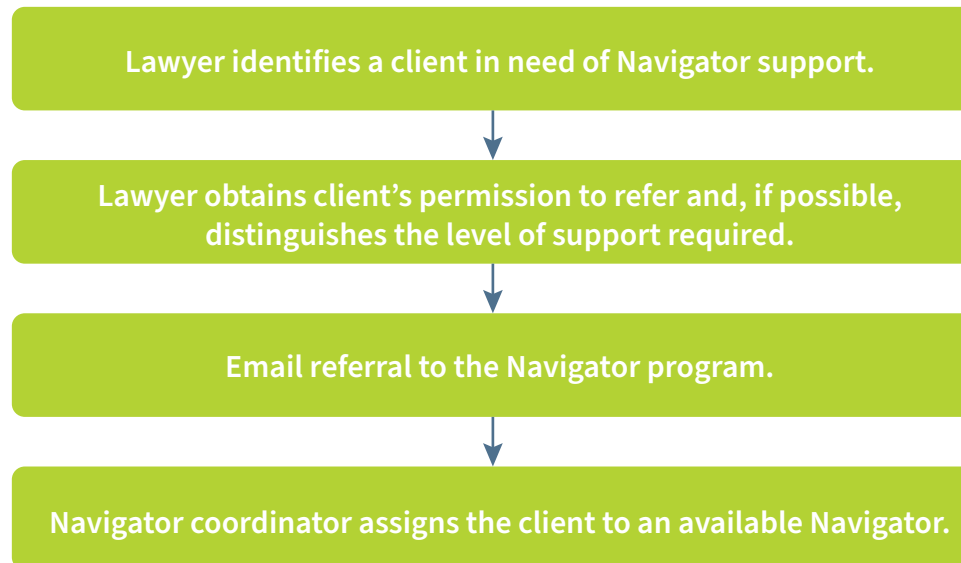 Lawyer identifies a client in need of Navigator support.
Lawyer obtains client’s permission to refer and, if possible,
distinguishes the level of support required.
Email referral to the Navigator program.
Navigator coordinator assigns the client to an available Navigator.